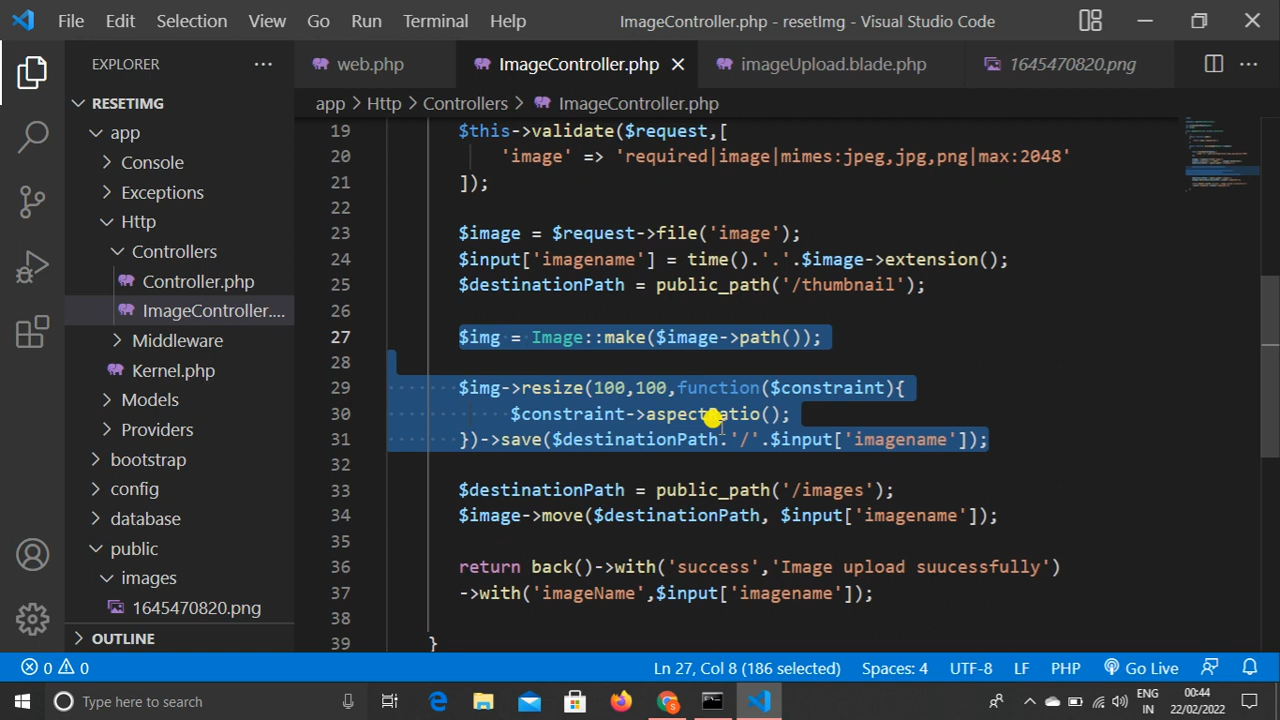 File Edit Selection View Go Run Terminal Help ImageController.php - resetImg - Visual Studio Code
EXPLORER
web.php ImageController.php imageUpload.blade.php 1645470820.png
RESETIMG
app
Console
Exceptions
Http
Controllers
Controller.php
ImageController....
Middleware
Kernel.php
Models
Providers
bootstrap
config
database
public
images
1645470820.png
OUTLINE
app > Http > Controllers > ImageController.php
19 $this->validate($request,[
20 'image' => 'required|image|mimes:jpeg,jpg,png|max:2048'
21 ]);
22
23 $image = $request->file('image');
24 $input['imagename'] = time().'.'.$image->extension();
25 $destinationPath = public_path('/thumbnail');
26
27 $img = Image::make($image->path());
28
29 $img->resize(100,100,function($constraint){
30 $constraint->aspectRatio();
31 })->save($destinationPath.'/'.$input['imagename']);
32
33 $destinationPath = public_path('/images');
34 $image->move($destinationPath, $input['imagename']);
35
36 return back()->with('success','Image upload suucessfully')
37 ->with('imageName',$input['imagename']);
38
39 }
0 0 Ln 27, Col 8 (186 selected) Spaces: 4 UTF-8 LF PHP Go Live
Type here to search
ENG
IN
00:44
22/02/2022